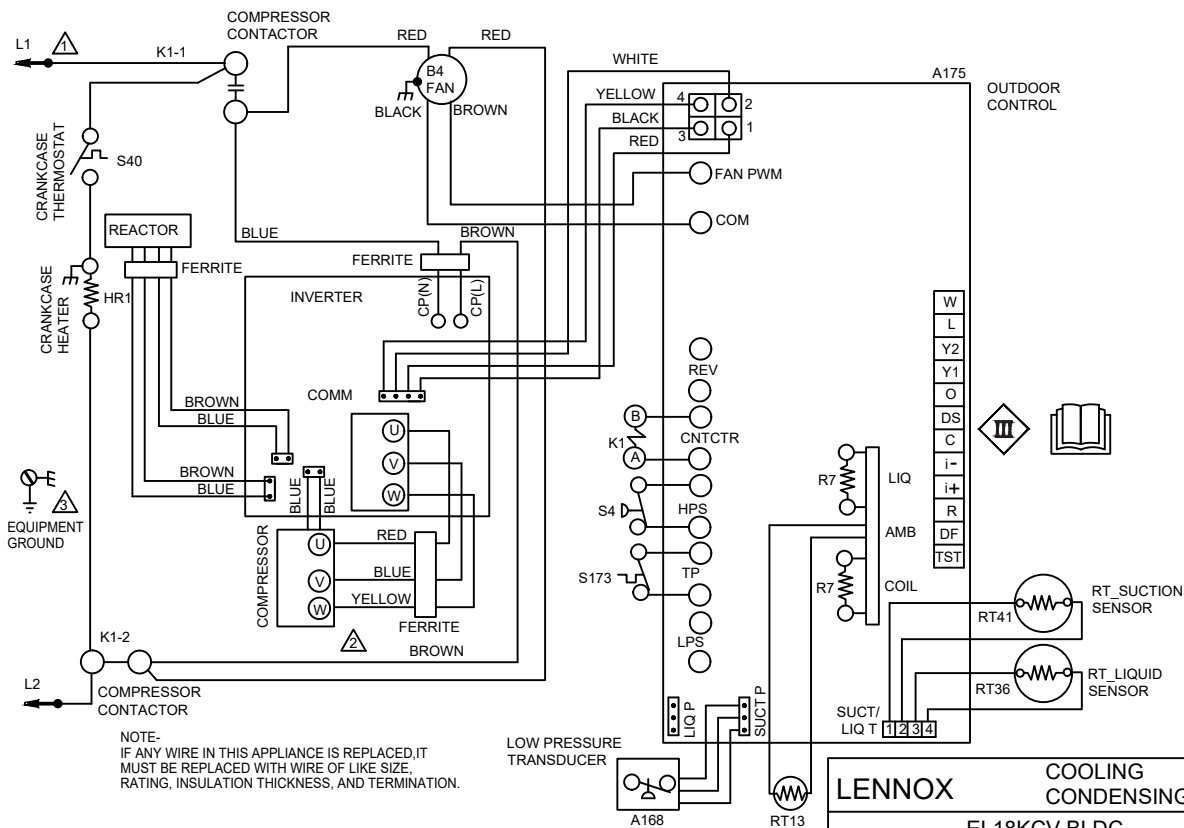 COMPRESSOR
CONTACTOR
L1
1
K1-1
RED
RED
B4
FAN
BLACK
BROWN
WHITE
YELLOW
BLACK
RED
4
2
3
1
A175
OUTDOOR
CONTROL
FAN PWM
COM
CRANKCASE
THERMOSTAT
S40
REACTOR
FERRITE
BLUE
BROWN
FERRITE
INVERTER
CP(N)
CP(L)
CRANKCASE
HEATER
HR1
COMM
BROWN
BLUE
BROWN
BLUE
BLUE
BLUE
U
V
W
COMPRESSOR
U
V
W
RED
BLUE
YELLOW
FERRITE
2
BROWN
3
EQUIPMENT
GROUND
K1-2
L2
COMPRESSOR
CONTACTOR
NOTE-
IF ANY WIRE IN THIS APPLIANCE IS REPLACED,IT
MUST BE REPLACED WITH WIRE OF LIKE SIZE,
RATING, INSULATION THICKNESS, AND TERMINATION.
REV
B
K1
A
CNTCTR
S4
HPS
S173
TP
LPS
LIQ P
SUCT P
LOW PRESSURE
TRANSDUCER
A168
RT13
R7
LIQ
AMB
R7
COIL
W
L
Y2
Y1
O
DS
C
i-
i+
R
DF
TST
III
SUCT/
LIQ T
1 2 3 4
RT41
RT_SUCTION
SENSOR
RT36
RT_LIQUID
SENSOR
LENNOX
COOLING
CONDENSING